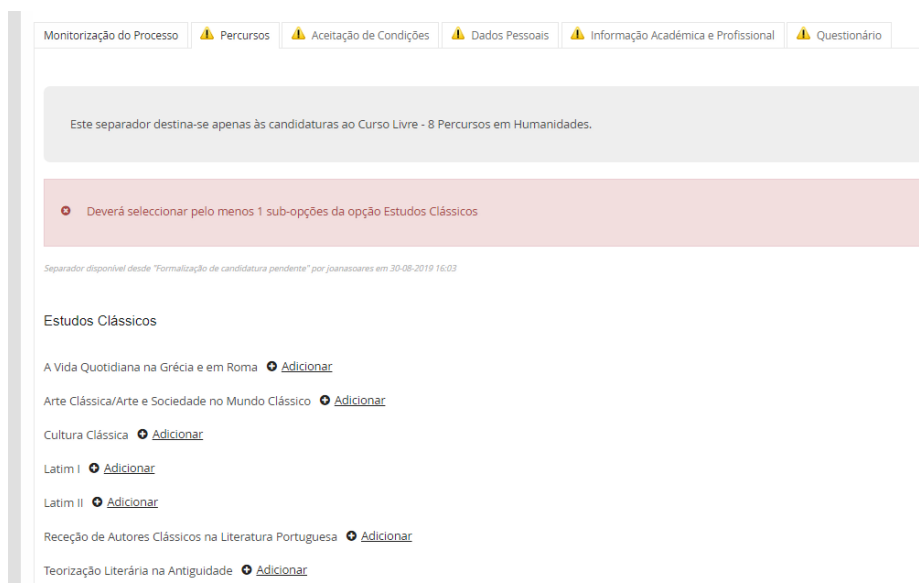 Monitorização do Processo Percursos Aceitação de Condições Dados Pessoais Informação Académica e Profissional Questionário
Este separador destina-se apenas às candidaturas ao Curso Livre - 8 Percursos em Humanidades.
Deverá seleccionar pelo menos 1 sub-opções da opção Estudos Clássicos
Separador disponível desde "Formalização de candidatura pendente" por joanasoares em 30-08-2019 16:03
Estudos Clássicos
A Vida Quotidiana na Grécia e em Roma Adicionar
Arte Clássica/Arte e Sociedade no Mundo Clássico Adicionar
Cultura Clássica Adicionar
Latim I Adicionar
Latim II Adicionar
Receção de Autores Clássicos na Literatura Portuguesa Adicionar
Teorização Literária na Antiguidade Adicionar